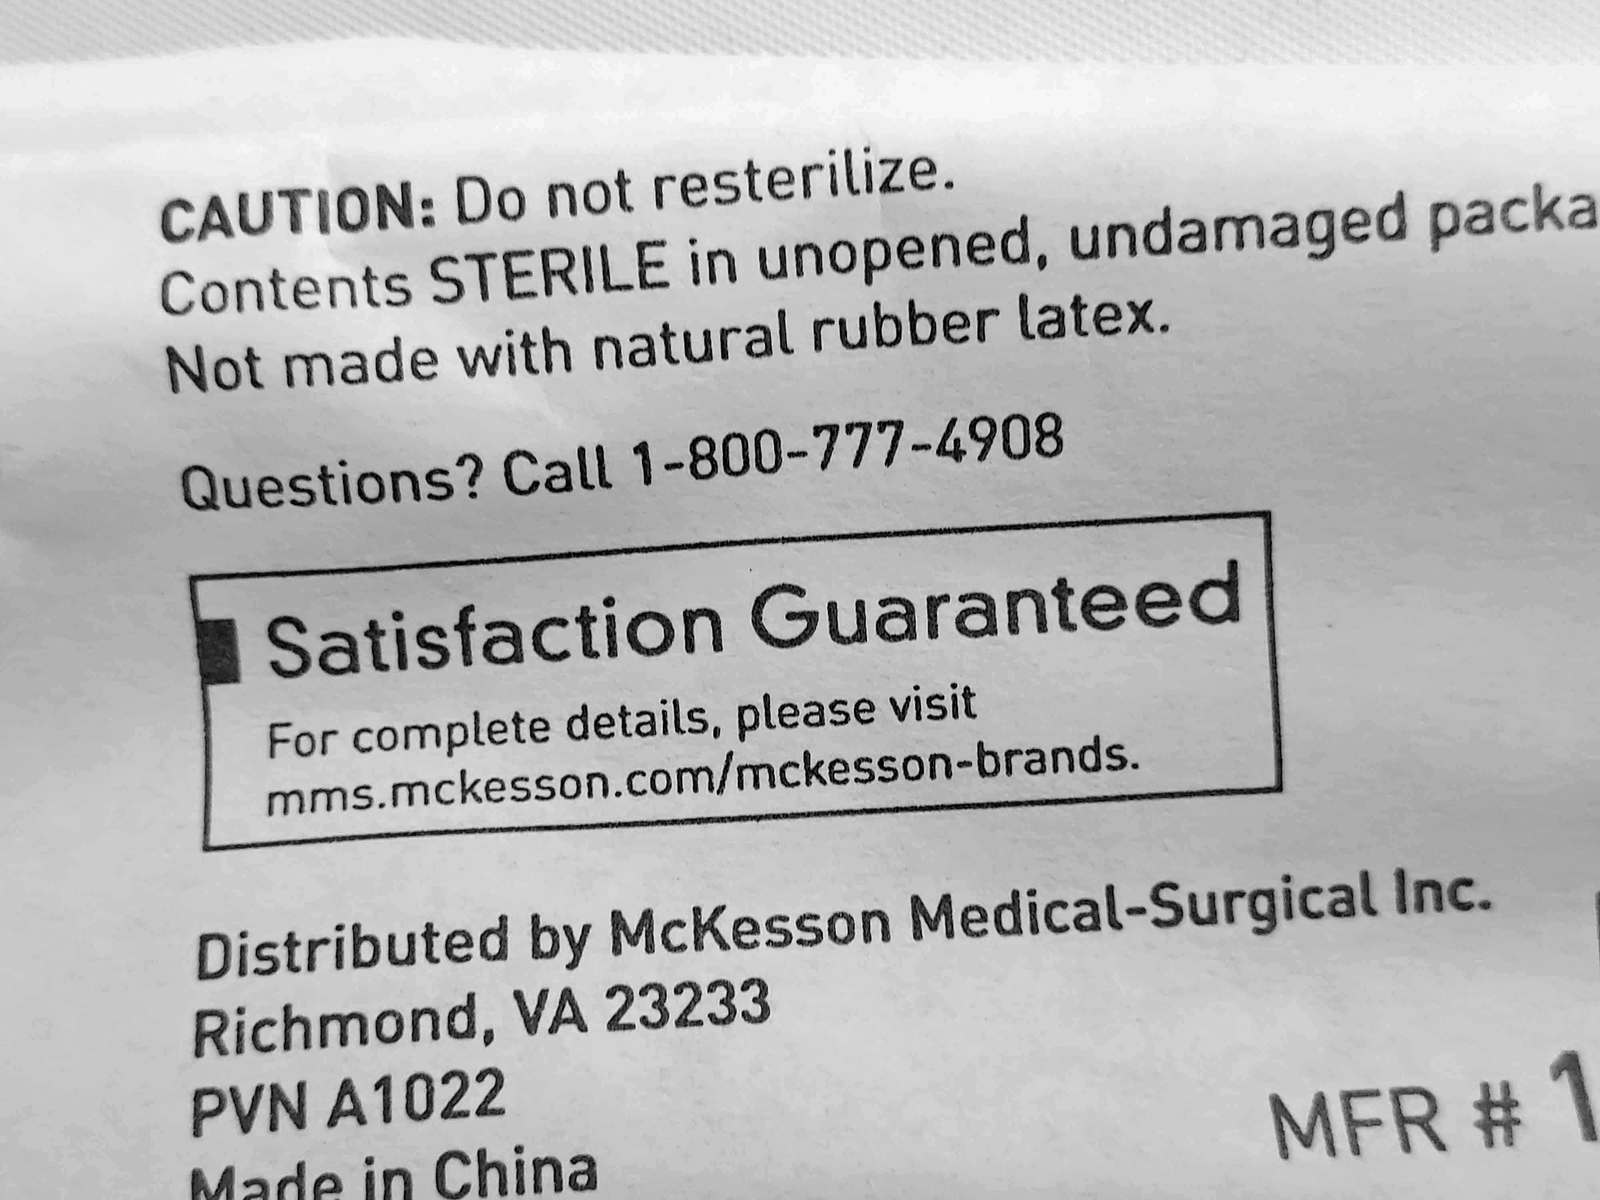 CAUTION: Do not resterilize.
Contents STERILE in unopened, undamaged packa
Not made with natural rubber latex.
Questions? Call 1-800-777-4908
Satisfaction Guaranteed
For complete details, please visit
mms.mckesson.com/mckesson-brands.
Distributed by McKesson Medical-Surgical Inc.
Richmond, VA 23233
PVN A1022
Made in China
MFR # 1